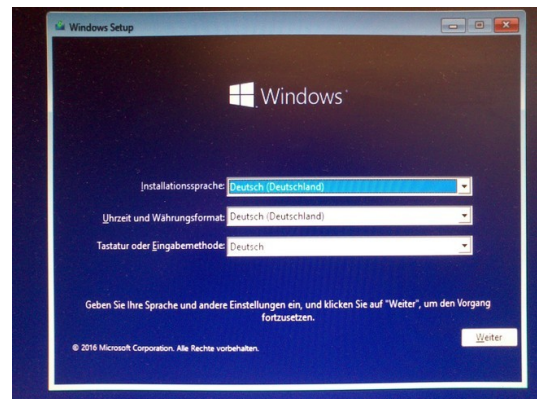 Windows Setup
Windows
Installationssprache: Deutsch (Deutschland)
Uhrzeit und Währungsformat: Deutsch (Deutschland)
Tastatur oder Eingabemethode: Deutsch
Geben Sie Ihre Sprache und andere Einstellungen ein, und klicken Sie auf "Weiter", um den Vorgang
fortzusetzen.
Weiter
© 2016 Microsoft Corporation. Alle Rechte vorbehalten.